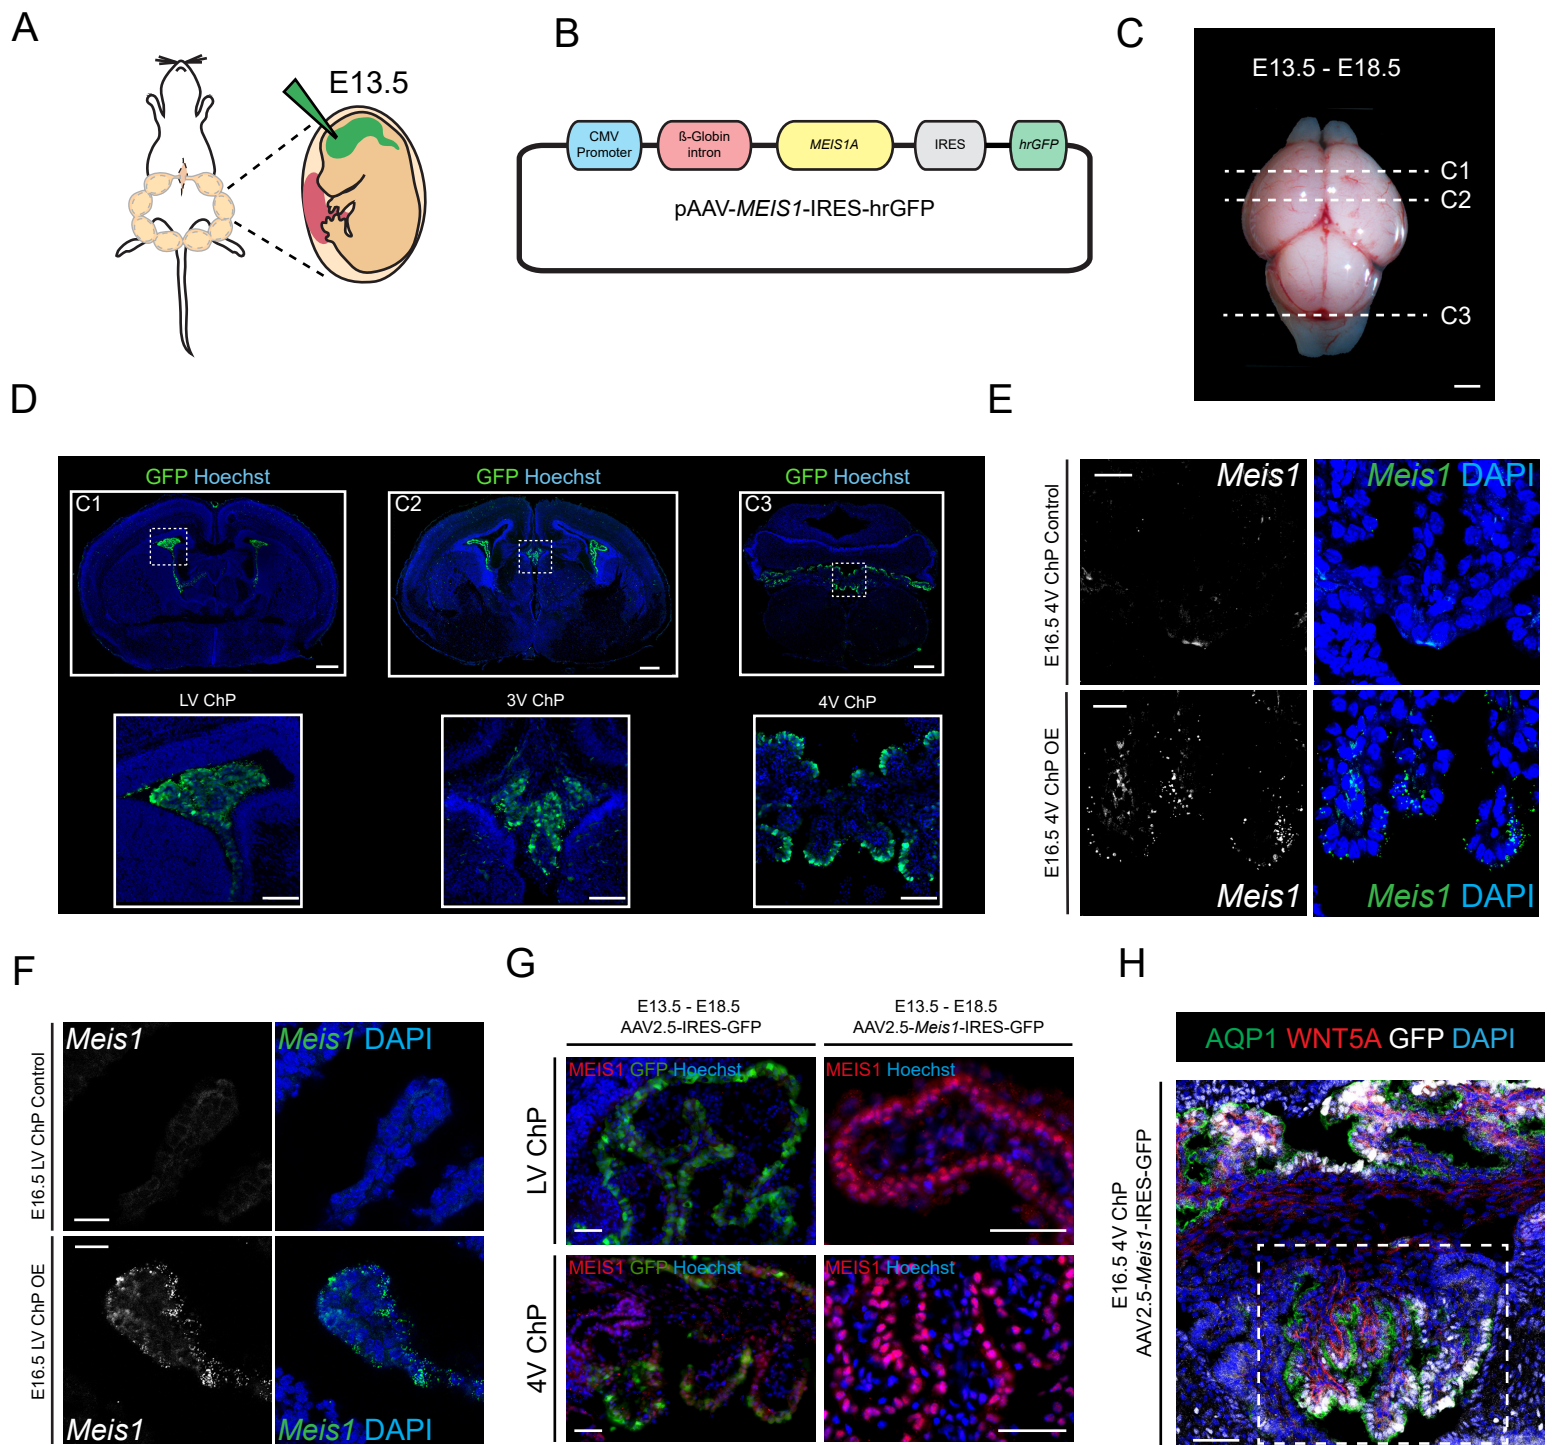 A
E13.5
B
CMV
Promoter
ß-Globin
intron
MEIS1A
IRES
hrGFP
pAAV-MEIS1-IRES-hrGFP
C
E13.5 - E18.5
C1
C2
C3
D
GFP Hoechst
C1
GFP Hoechst
C2
GFP Hoechst
C3
LV ChP
3V ChP
4V ChP
E
E16.5 4V ChP Control
Meis1
Meis1 DAPI
E16.5 4V ChP OE
Meis1
Meis1 DAPI
F
E16.5 LV ChP Control
Meis1
Meis1 DAPI
E16.5 LV ChP OE
Meis1
Meis1 DAPI
G
E13.5 - E18.5
AAV2.5-IRES-GFP
E13.5 - E18.5
AAV2.5-Meis1-IRES-GFP
LV ChP
MEIS1 GFP Hoechst
MEIS1 Hoechst
4V ChP
MEIS1 GFP Hoechst
MEIS1 Hoechst
H
AQP1 WNT5A GFP DAPI
E16.5 4V ChP
AAV2.5-Meis1-IRES-GFP